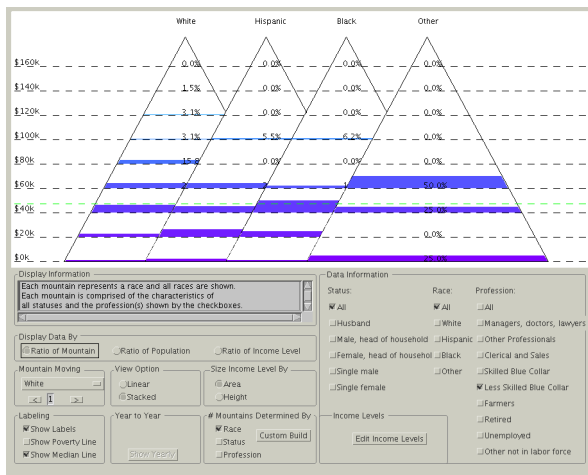 White Hispanic Black Other
$160k 0.0% 0.0% 0.0% 0.0%
$140k 1.5% 0.0% 0.0% 0.0%
$120k 3.1% 0.0% 0.0% 0.0%
$100k 3.1% 5.5% 6.2% 0.0%
$80k 15.8 0.0% 0.0% 0.0%
$60k 50.0%
$40k 25.0%
$20k 0.0%
$0k 25.0%
Display Information
Each mountain represents a race and all races are shown.
Each mountain is comprised of the characteristics of
all statuses and the profession(s) shown by the checkboxes.
Display Data By
Ratio of Mountain Ratio of Population Ratio of Income Level
Mountain Moving
White
< 1 >
View Option
Linear
Stacked
Size Income Level By
Area
Height
Labeling
Show Labels
Show Poverty Line
Show Median Line
Year to Year
Show Yearly
# Mountains Determined By
Race
Status
Profession
Custom Build
Income Levels
Edit Income Levels
Data Information
Status:
All
Husband
Male, head of household
Female, head of househol
Single male
Single female
Race:
All
White
Hispanic
Black
Other
Profession:
All
Managers, doctors, lawyers
Other Professionals
Clerical and Sales
Skilled Blue Collar
Less Skilled Blue Collar
Farmers
Retired
Unemployed
Other not in labor force